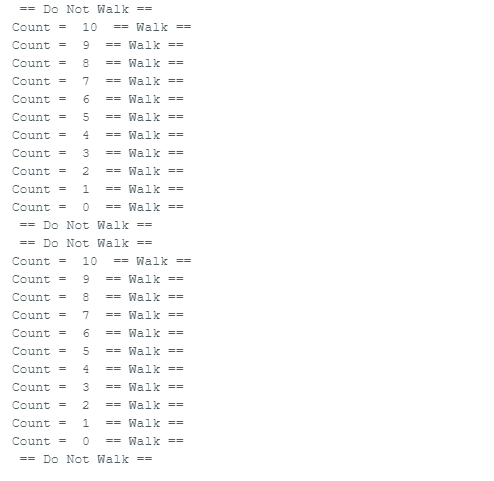 == Do Not Walk ==
Count =  10  == Walk ==
Count =  9  == Walk ==
Count =  8  == Walk ==
Count =  7  == Walk ==
Count =  6  == Walk ==
Count =  5  == Walk ==
Count =  4  == Walk ==
Count =  3  == Walk ==
Count =  2  == Walk ==
Count =  1  == Walk ==
Count =  0  == Walk ==
== Do Not Walk ==
== Do Not Walk ==
Count =  10  == Walk ==
Count =  9  == Walk ==
Count =  8  == Walk ==
Count =  7  == Walk ==
Count =  6  == Walk ==
Count =  5  == Walk ==
Count =  4  == Walk ==
Count =  3  == Walk ==
Count =  2  == Walk ==
Count =  1  == Walk ==
Count =  0  == Walk ==
== Do Not Walk ==